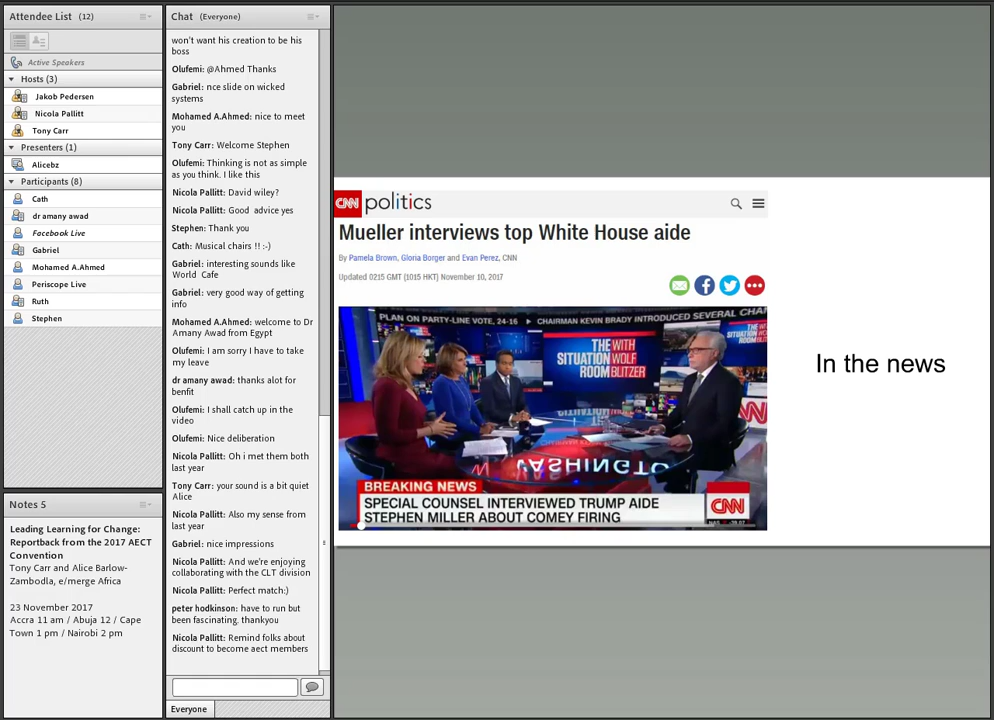 Attendee List (12)
Active Speakers
Hosts (3)
Jakob Pedersen
Nicola Pallitt
Tony Carr
Presenters (1)
Alicebz
Participants (8)
Cath
dr amany awad
Facebook Live
Gabriel
Mohamed A.Ahmed
Periscope Live
Ruth
Stephen
Notes 5
Leading Learning for Change:
Reportback from the 2017 AECT
Convention
Tony Carr and Alice Barlow-
Zambodla, e/merge Africa
23 November 2017
Accra 11 am / Abuja 12 / Cape
Town 1 pm / Nairobi 2 pm
Chat (Everyone)
won't want his creation to be his
boss
Olufemi: @Ahmed Thanks
Gabriel: nce slide on wicked
systems
Mohamed A.Ahmed: nice to meet
you
Tony Carr: Welcome Stephen
Olufemi: Thinking is not as simple
as you think. I like this
Nicola Pallitt: David wiley?
Nicola Pallitt: Good advice yes
Stephen: Thank you
Cath: Musical chairs !! :-)
Gabriel: interesting sounds like
World Cafe
Gabriel: very good way of getting
info
Mohamed A.Ahmed: welcome to Dr
Amany Awad from Egypt
Olufemi: I am sorry I have to take
my leave
dr amany awad: thanks alot for
benfit
Olufemi: I shall catch up in the
video
Olufemi: Nice deliberation
Nicola Pallitt: Oh i met them both
last year
Tony Carr: your sound is a bit quiet
Alice
Nicola Pallitt: Also my sense from
last year
Gabriel: nice impressions
Nicola Pallitt: And we're enjoying
collaborating with the CLT division
Nicola Pallitt: Perfect match:)
peter hodkinson: have to run but
been fascinating. thankyou
Nicola Pallitt: Remind folks about
discount to become aect members
Everyone
CNN politics
Mueller interviews top White House aide
By Pamela Brown, Gloria Borger and Evan Perez, CNN
Updated 0215 GMT (1015 HKT) November 10, 2017
PLAN ON PARTY-LINE VOTE, 24-16 ▸ CHAIRMAN KEVIN BRADY INTRODUCED SEVERAL CHA
THE WITH
SITUATION WOLF
ROOM BLITZER
WASHINGTO
BREAKING NEWS
SPECIAL COUNSEL INTERVIEWED TRUMP AIDE
STEPHEN MILLER ABOUT COMEY FIRING
CNN
In the news